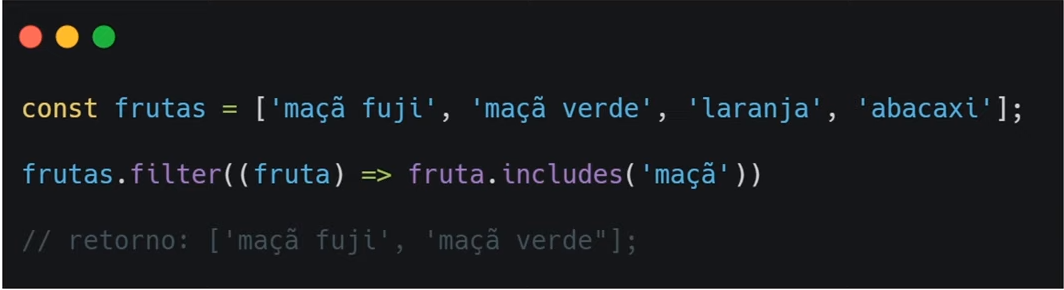 const frutas = ['maçã fuji', 'maçã verde', 'laranja', 'abacaxi'];
frutas.filter((fruta) => fruta.includes('maçã'))
// retorno: ['maçã fuji', 'maçã verde"];